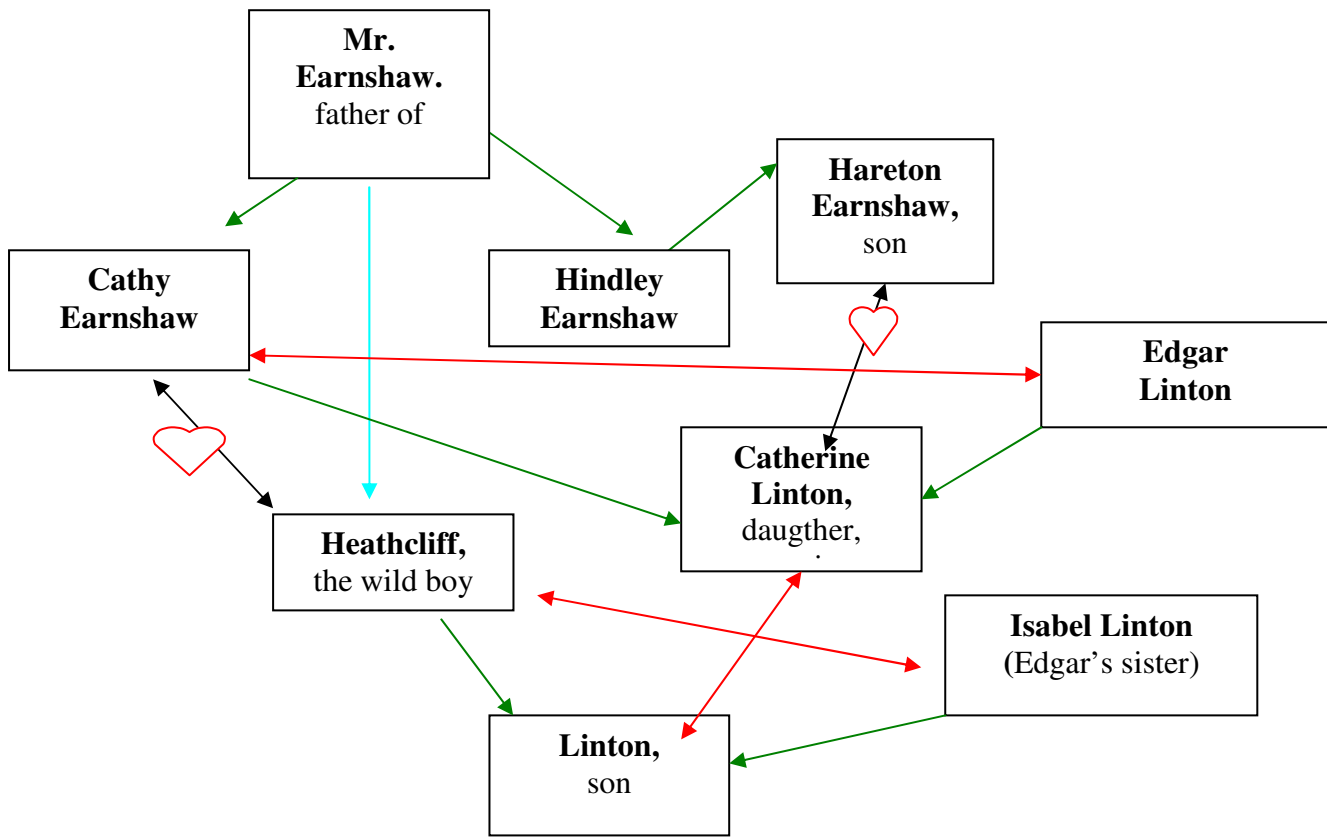 Mr.
Earnshaw.
father of
Hareton
Earnshaw,
son
Cathy
Earnshaw
Hindley
Earnshaw
Edgar
Linton
Catherine
Linton,
daugther,
.
Heathcliff,
the wild boy
Isabel Linton
(Edgar’s sister)
Linton,
son